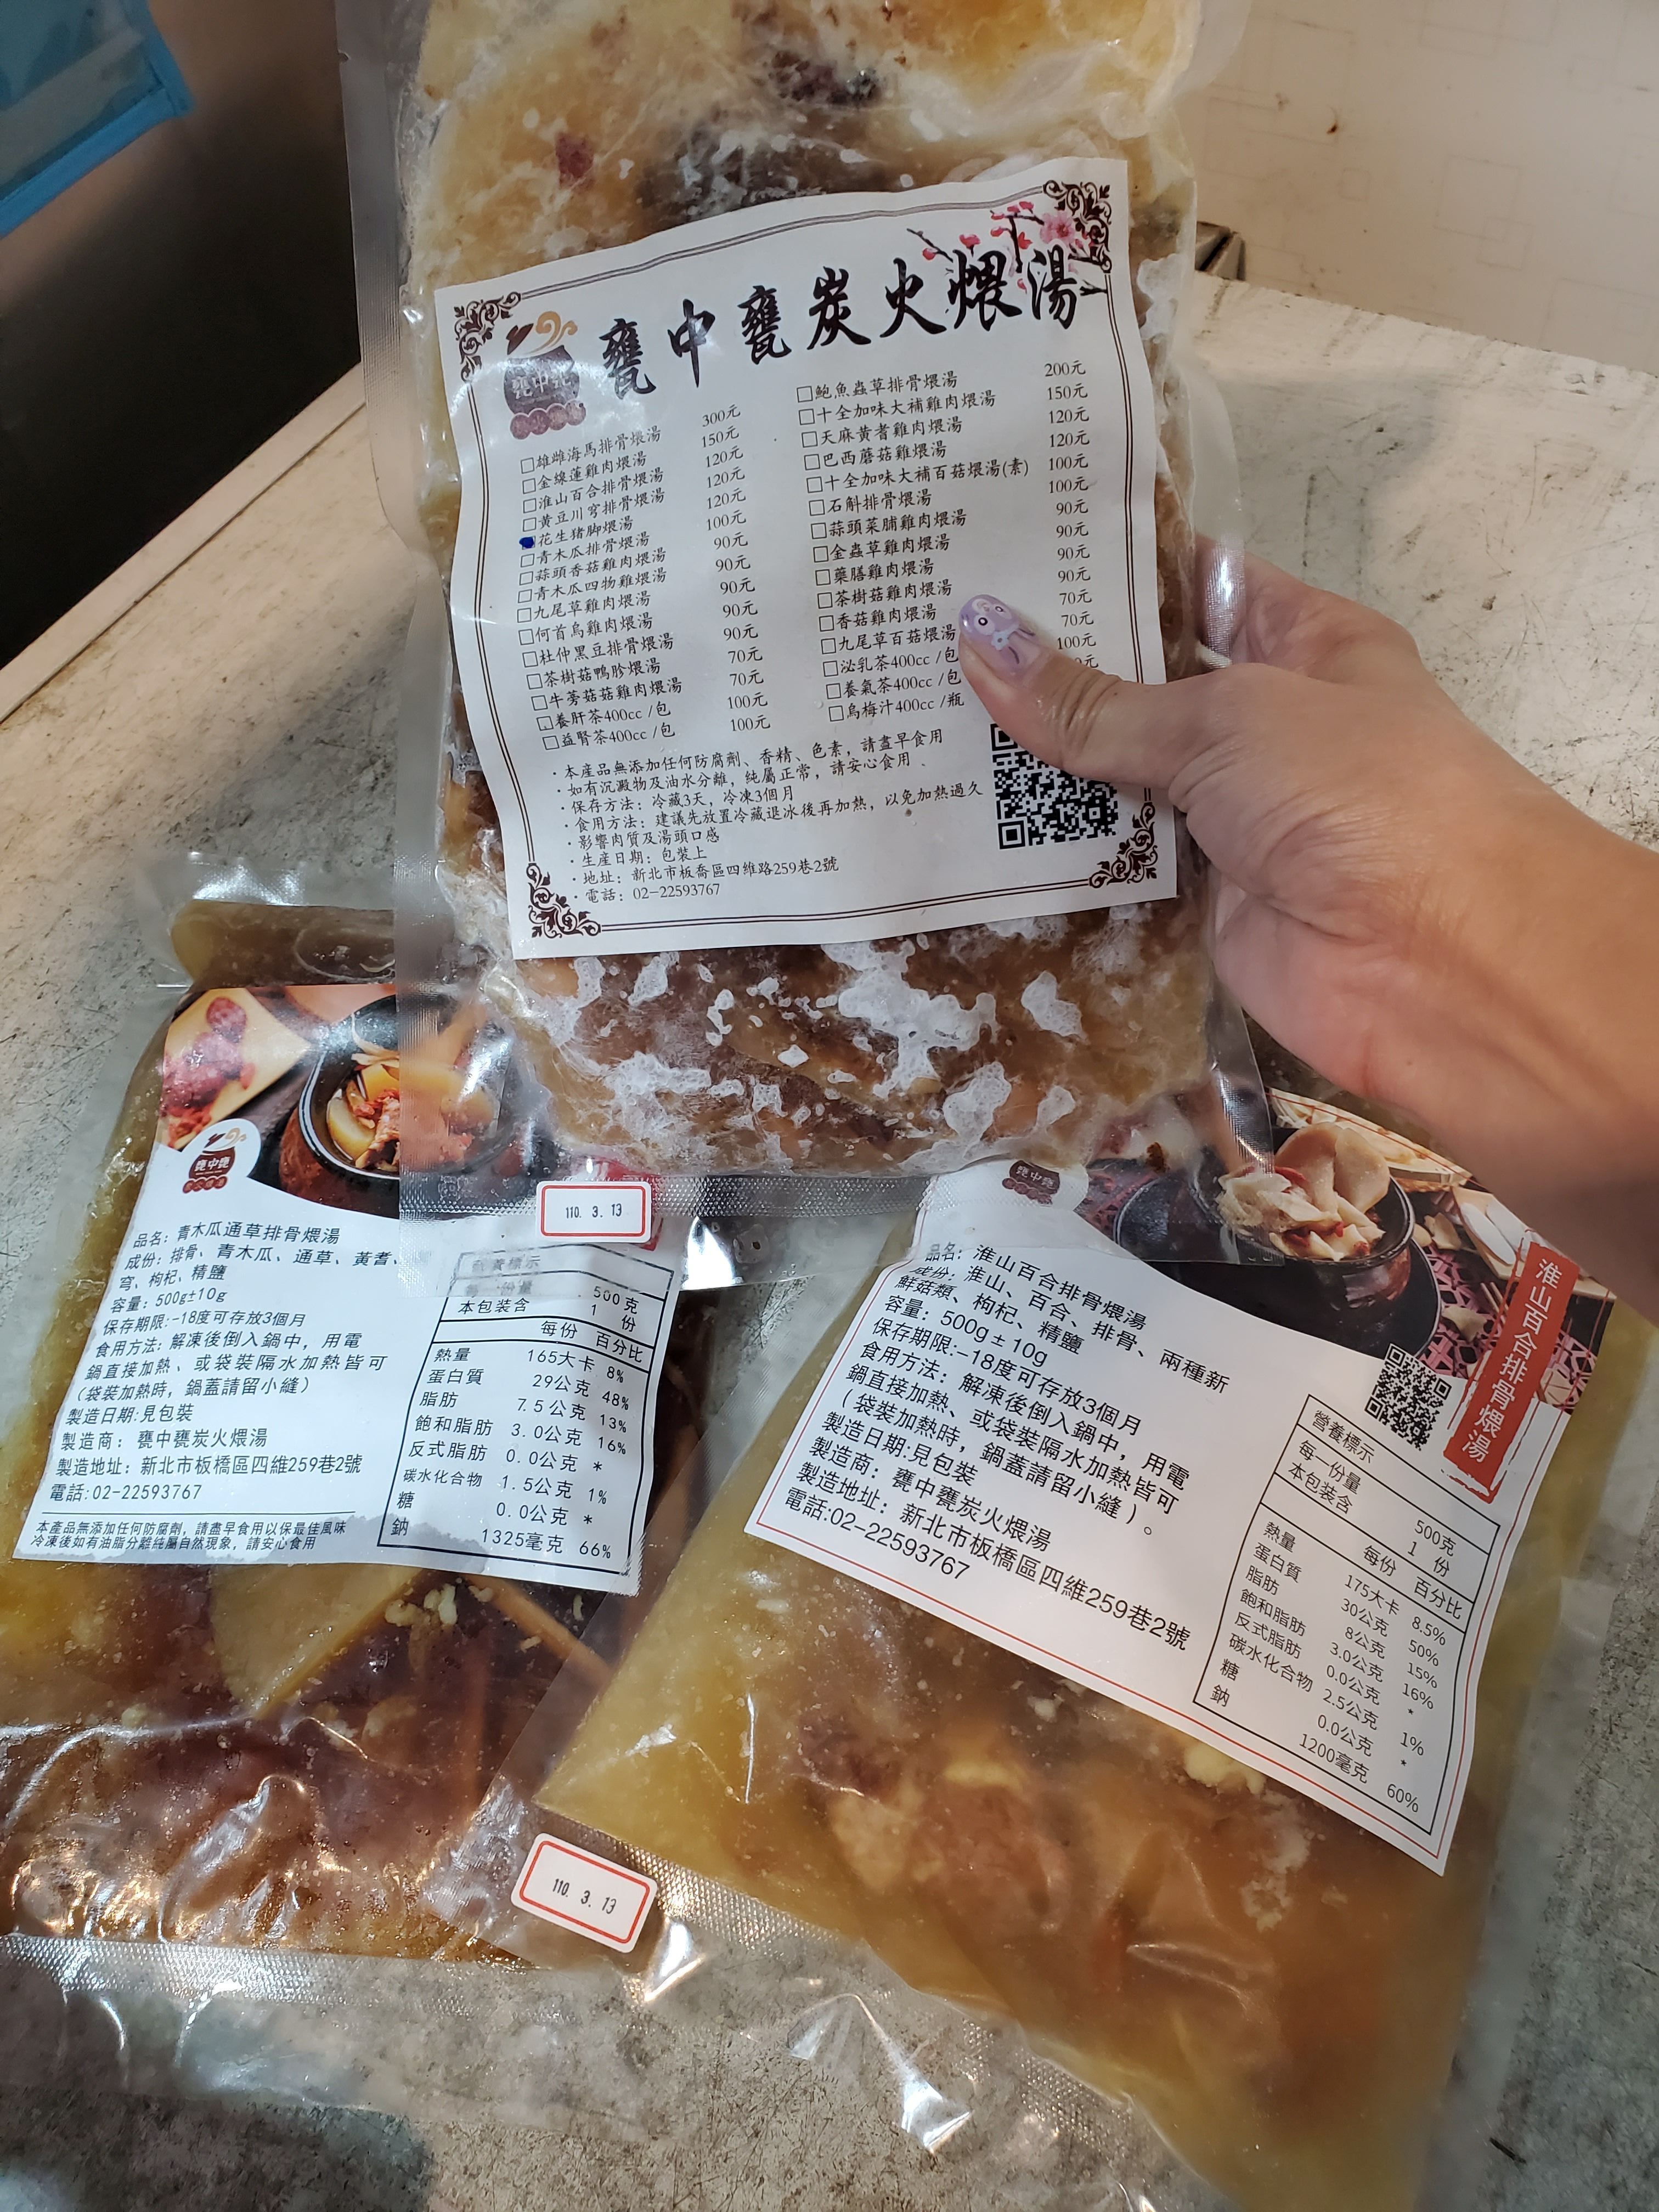 甕中甕炭火煨湯
甕中甕
300元
□雄雌海馬排骨煨湯 150元
□金線蓮雞肉煨湯 120元
□淮山百合排骨煨湯 120元
□黃豆川穹排骨煨湯 120元
花生猪脚煨湯 100元
□青木瓜排骨煨湯 90元
□蒜頭香菇雞肉煨湯 90元
□青木瓜四物雞煨湯 90元
□九尾草雞肉煨湯 90元
□何首烏雞肉煨湯 90元
□杜仲黑豆排骨煨湯 70元
□茶樹菇鴨胗煨湯 70元
□牛蒡菇菇雞肉煨湯 100元
□養肝茶400cc /包 100元
□益腎茶400cc /包
□鮑魚蟲草排骨煨湯 200元
□十全加味大補雞肉煨湯 150元
□天麻黃耆雞肉煨湯 120元
□巴西蘑菇雞煨湯 120元
□十全加味大補百菇煨湯(素) 100元
□石斛排骨煨湯 100元
□蒜頭菜脯雞肉煨湯 90元
□金蟲草雞肉煨湯 90元
□藥膳雞肉煨湯 90元
□茶樹菇雞肉煨湯 90元
□香菇雞肉煨湯 70元
□九尾草百菇煨湯 70元
□泌乳茶400cc /包 100元
□養氣茶400cc /包
□烏梅汁400cc /瓶
·本產品無添加任何防腐劑、香精、色素，請盡早食用
·如有沉澱物及油水分離，純屬正常，請安心食用、
·保存方法：冷藏3天，冷凍3個月
·食用方法：建議先放置冷藏退冰後再加熱，以免加熱過久
·影響肉質及湯頭口感
·生產日期：包裝上
·地址：新北市板喬區四維路259巷2號
·電話：02-22593767
110. 3. 13
甕中甕
品名：青木瓜通草排骨煨湯
成份：排骨、青木瓜、通草、黃耆、
穹、枸杞、精鹽
容量：500g±10g
保存期限:-18度可存放3個月
食用方法：解凍後倒入鍋中，用電
鍋直接加熱、或袋裝隔水加熱皆可
（袋裝加熱時，鍋蓋請留小縫）
製造日期:見包裝
製造商：甕中甕炭火煨湯
製造地址：新北市板橋區四維259巷2號
電話:02-22593767
本產品無添加任何防腐劑，請盡早食用以保最佳風味
冷凍後如有油脂分離純屬自然現象，請安心食用
營養標示
每一份量 500克
本包裝含 1 份
每份 百分比
熱量 165大卡 8%
蛋白質 29公克 48%
脂肪 7.5公克 13%
飽和脂肪 3.0公克 16%
反式脂肪 0.0公克 *
碳水化合物 1.5公克 1%
糖 0.0公克 *
鈉 1325毫克 66%
甕中甕
淮山百合排骨煨湯
品名：淮山百合排骨煨湯
成份：淮山、百合、排骨、兩種新
鮮菇類、枸杞、精鹽
容量：500g±10g
保存期限:-18度可存放3個月
食用方法：解凍後倒入鍋中，用電
鍋直接加熱、或袋裝隔水加熱皆可
（袋裝加熱時，鍋蓋請留小縫）。
製造日期:見包裝
製造商：甕中甕炭火煨湯
製造地址：新北市板橋區四維259巷2號
電話:02-22593767
營養標示
每一份量 500克
本包裝含 1 份
每份 百分比
熱量 175大卡 8.5%
蛋白質 30公克 50%
脂肪 8公克 15%
飽和脂肪 3.0公克 16%
反式脂肪 0.0公克 *
碳水化合物 2.5公克 1%
糖 0.0公克 *
鈉 1200毫克 60%
110. 3. 13